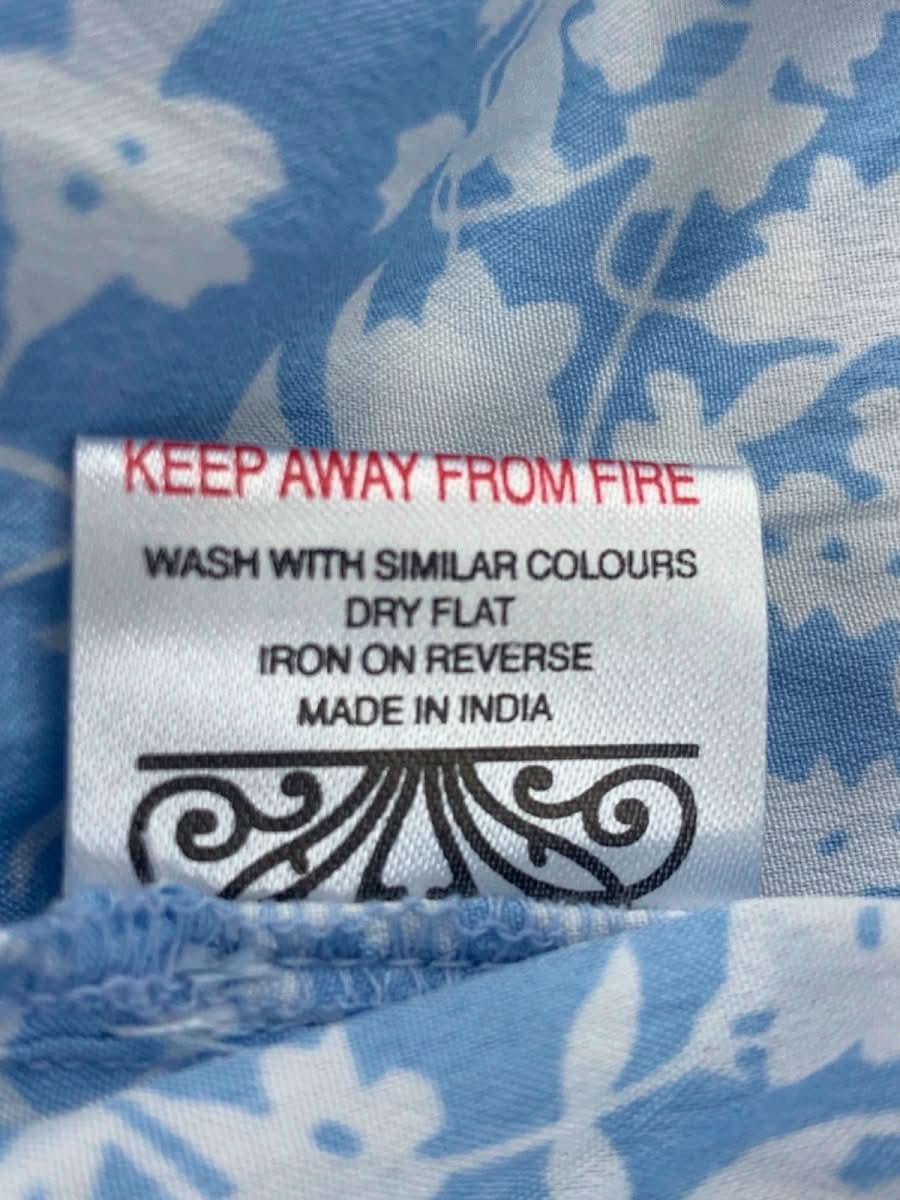 KEEP AWAY FROM FIRE
WASH WITH SIMILAR COLOURS
DRY FLAT
IRON ON REVERSE
MADE IN INDIA